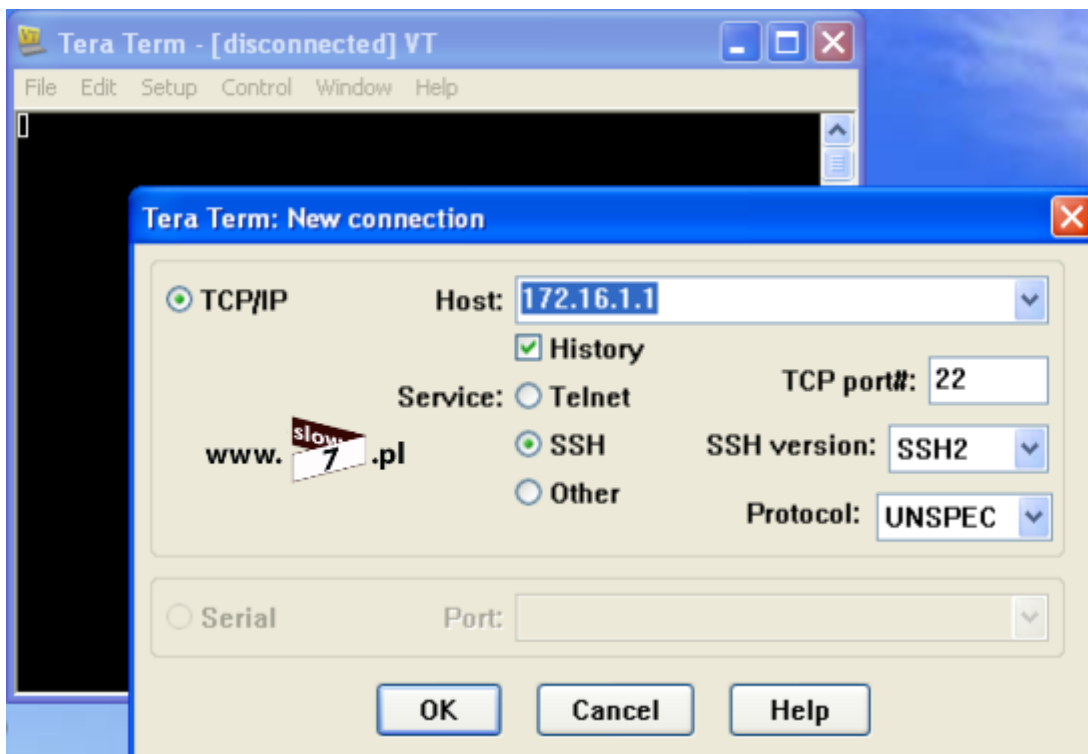 Tera Term - [disconnected] VT
File Edit Setup Control Window Help
Tera Term: New connection
TCP/IP Host: 172.16.1.1
History
Service: Telnet TCP port#: 22
www. slow 7 .pl SSH SSH version: SSH2
Other Protocol: UNSPEC
Serial Port:
OK Cancel Help